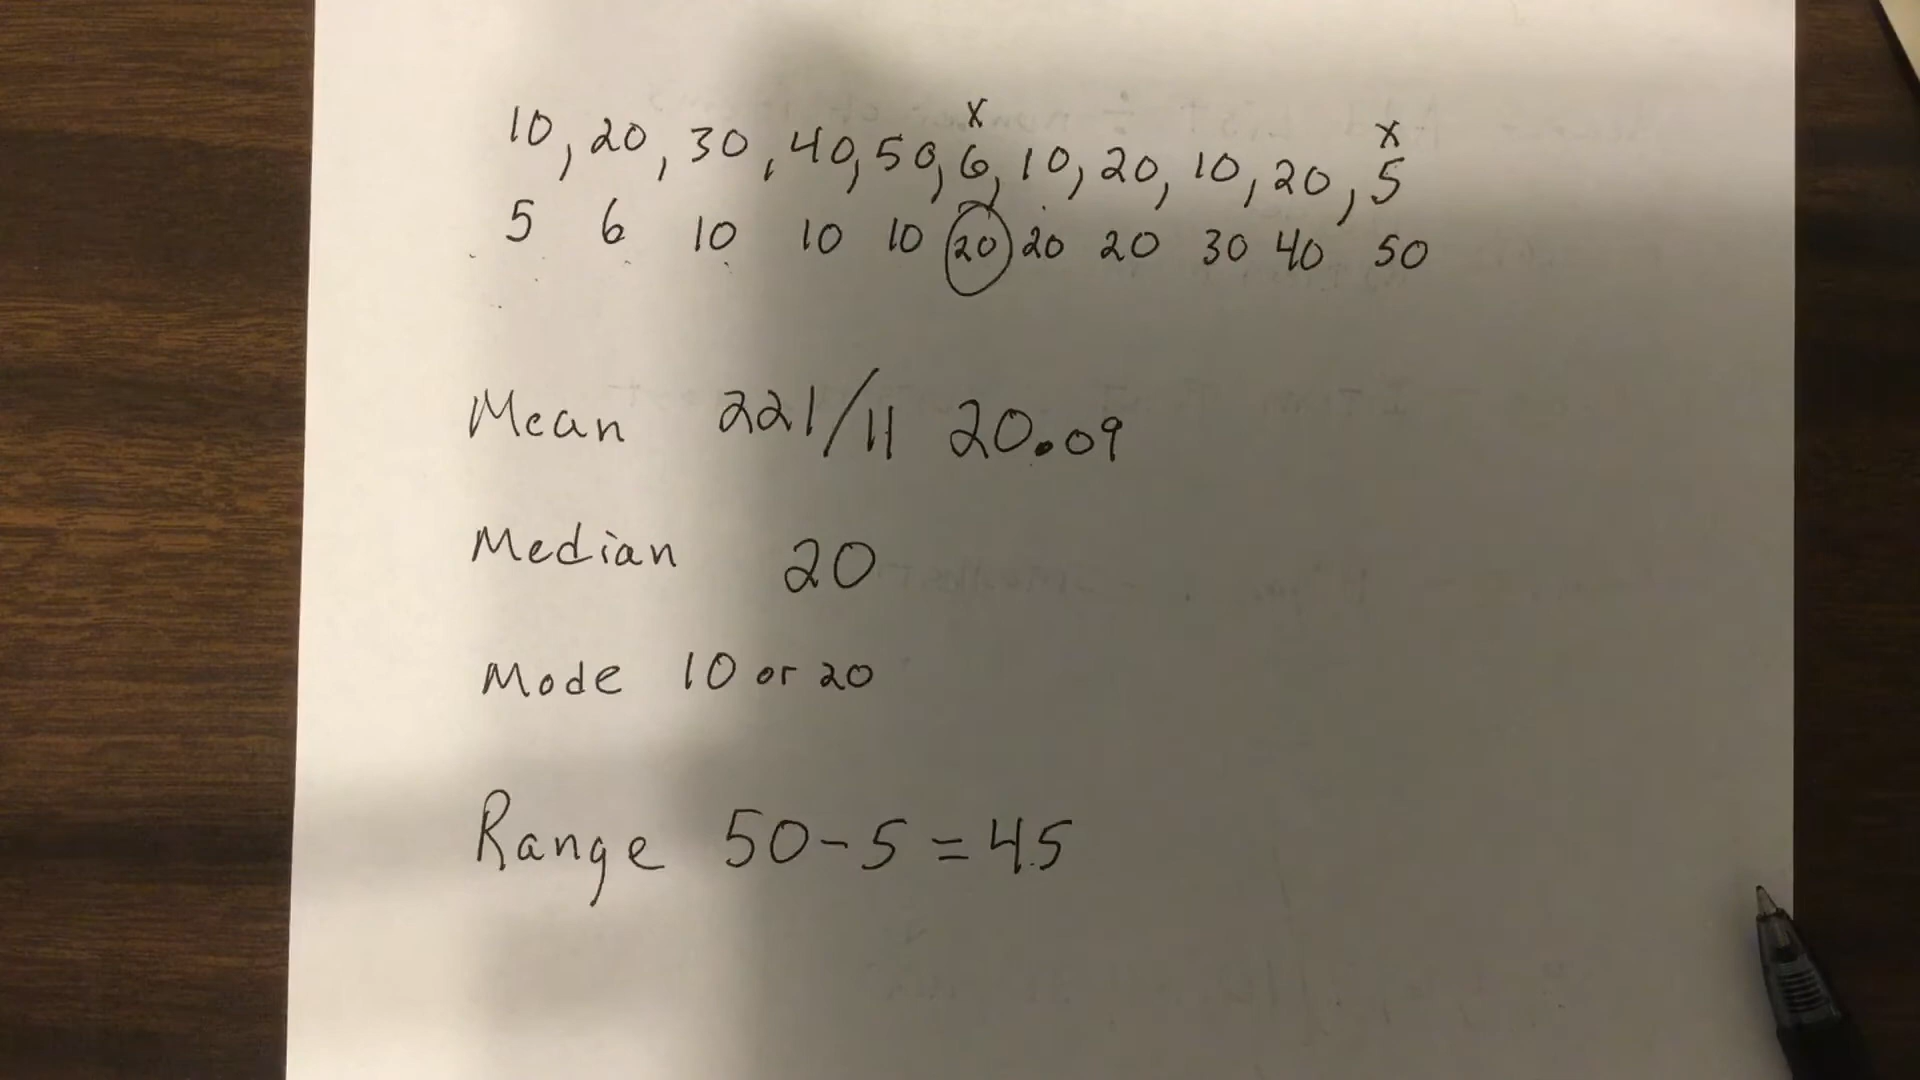 x x
10, 20, 30, 40, 50, 6, 10, 20, 10, 20, 5
5 6 10 10 10 20 20 20 30 40 50
Mean 221/11 20.09
Median 20
Mode 10 or 20
Range 50-5=45